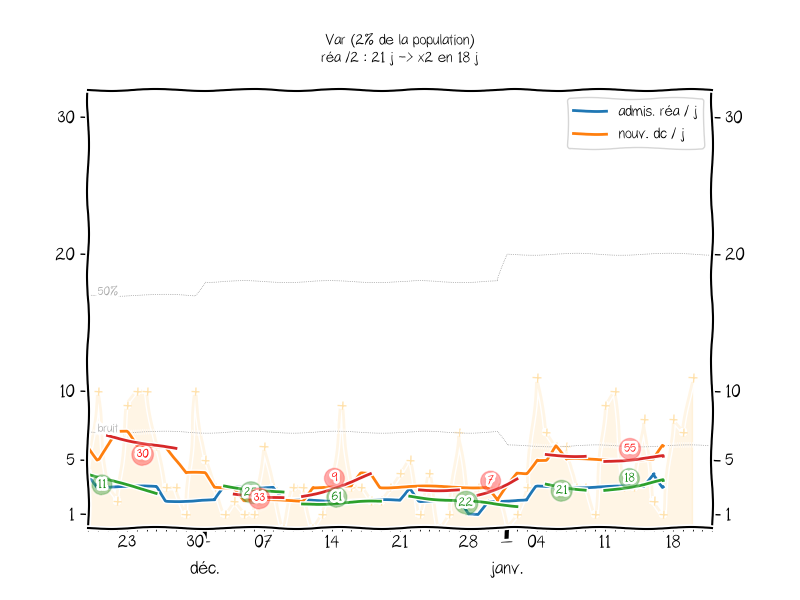 Var (2% de la population)
réa /2 : 21 j -> x2 en 18 j
admis. réa / j
nouv. dc / j
30 30
20 20
50%
10 10
bruit
5 5
1 1
11 30 33 9 61 22 7 21 55 18
23 30 07 14 21 28 04 11 18
déc. janv.